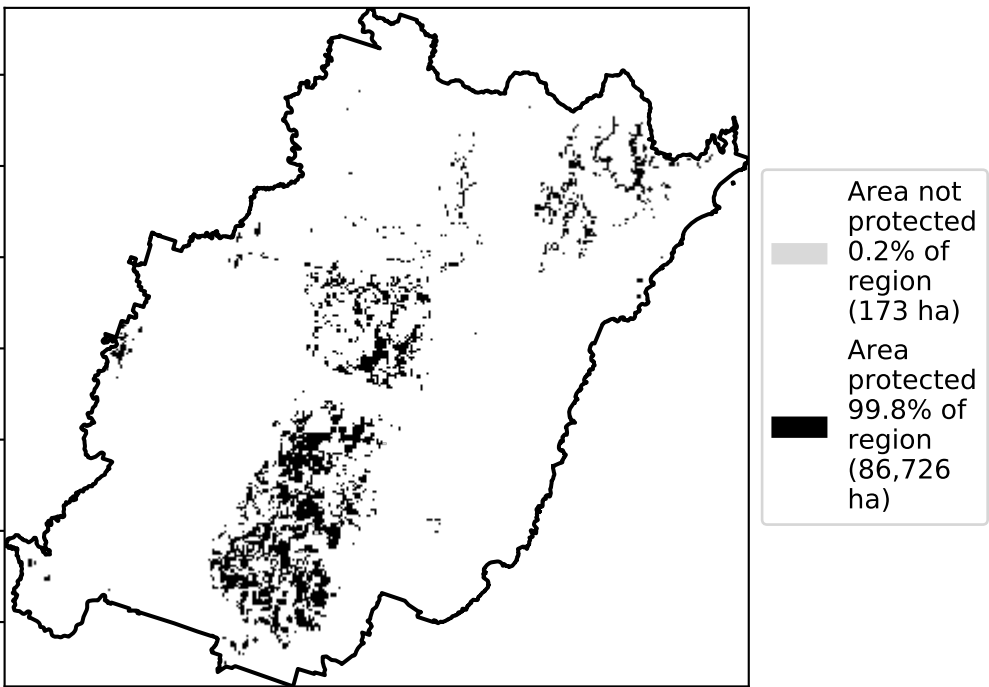 Area not
protected
0.2% of
region
(173 ha)
Area
protected
99.8% of
region
(86,726
ha)